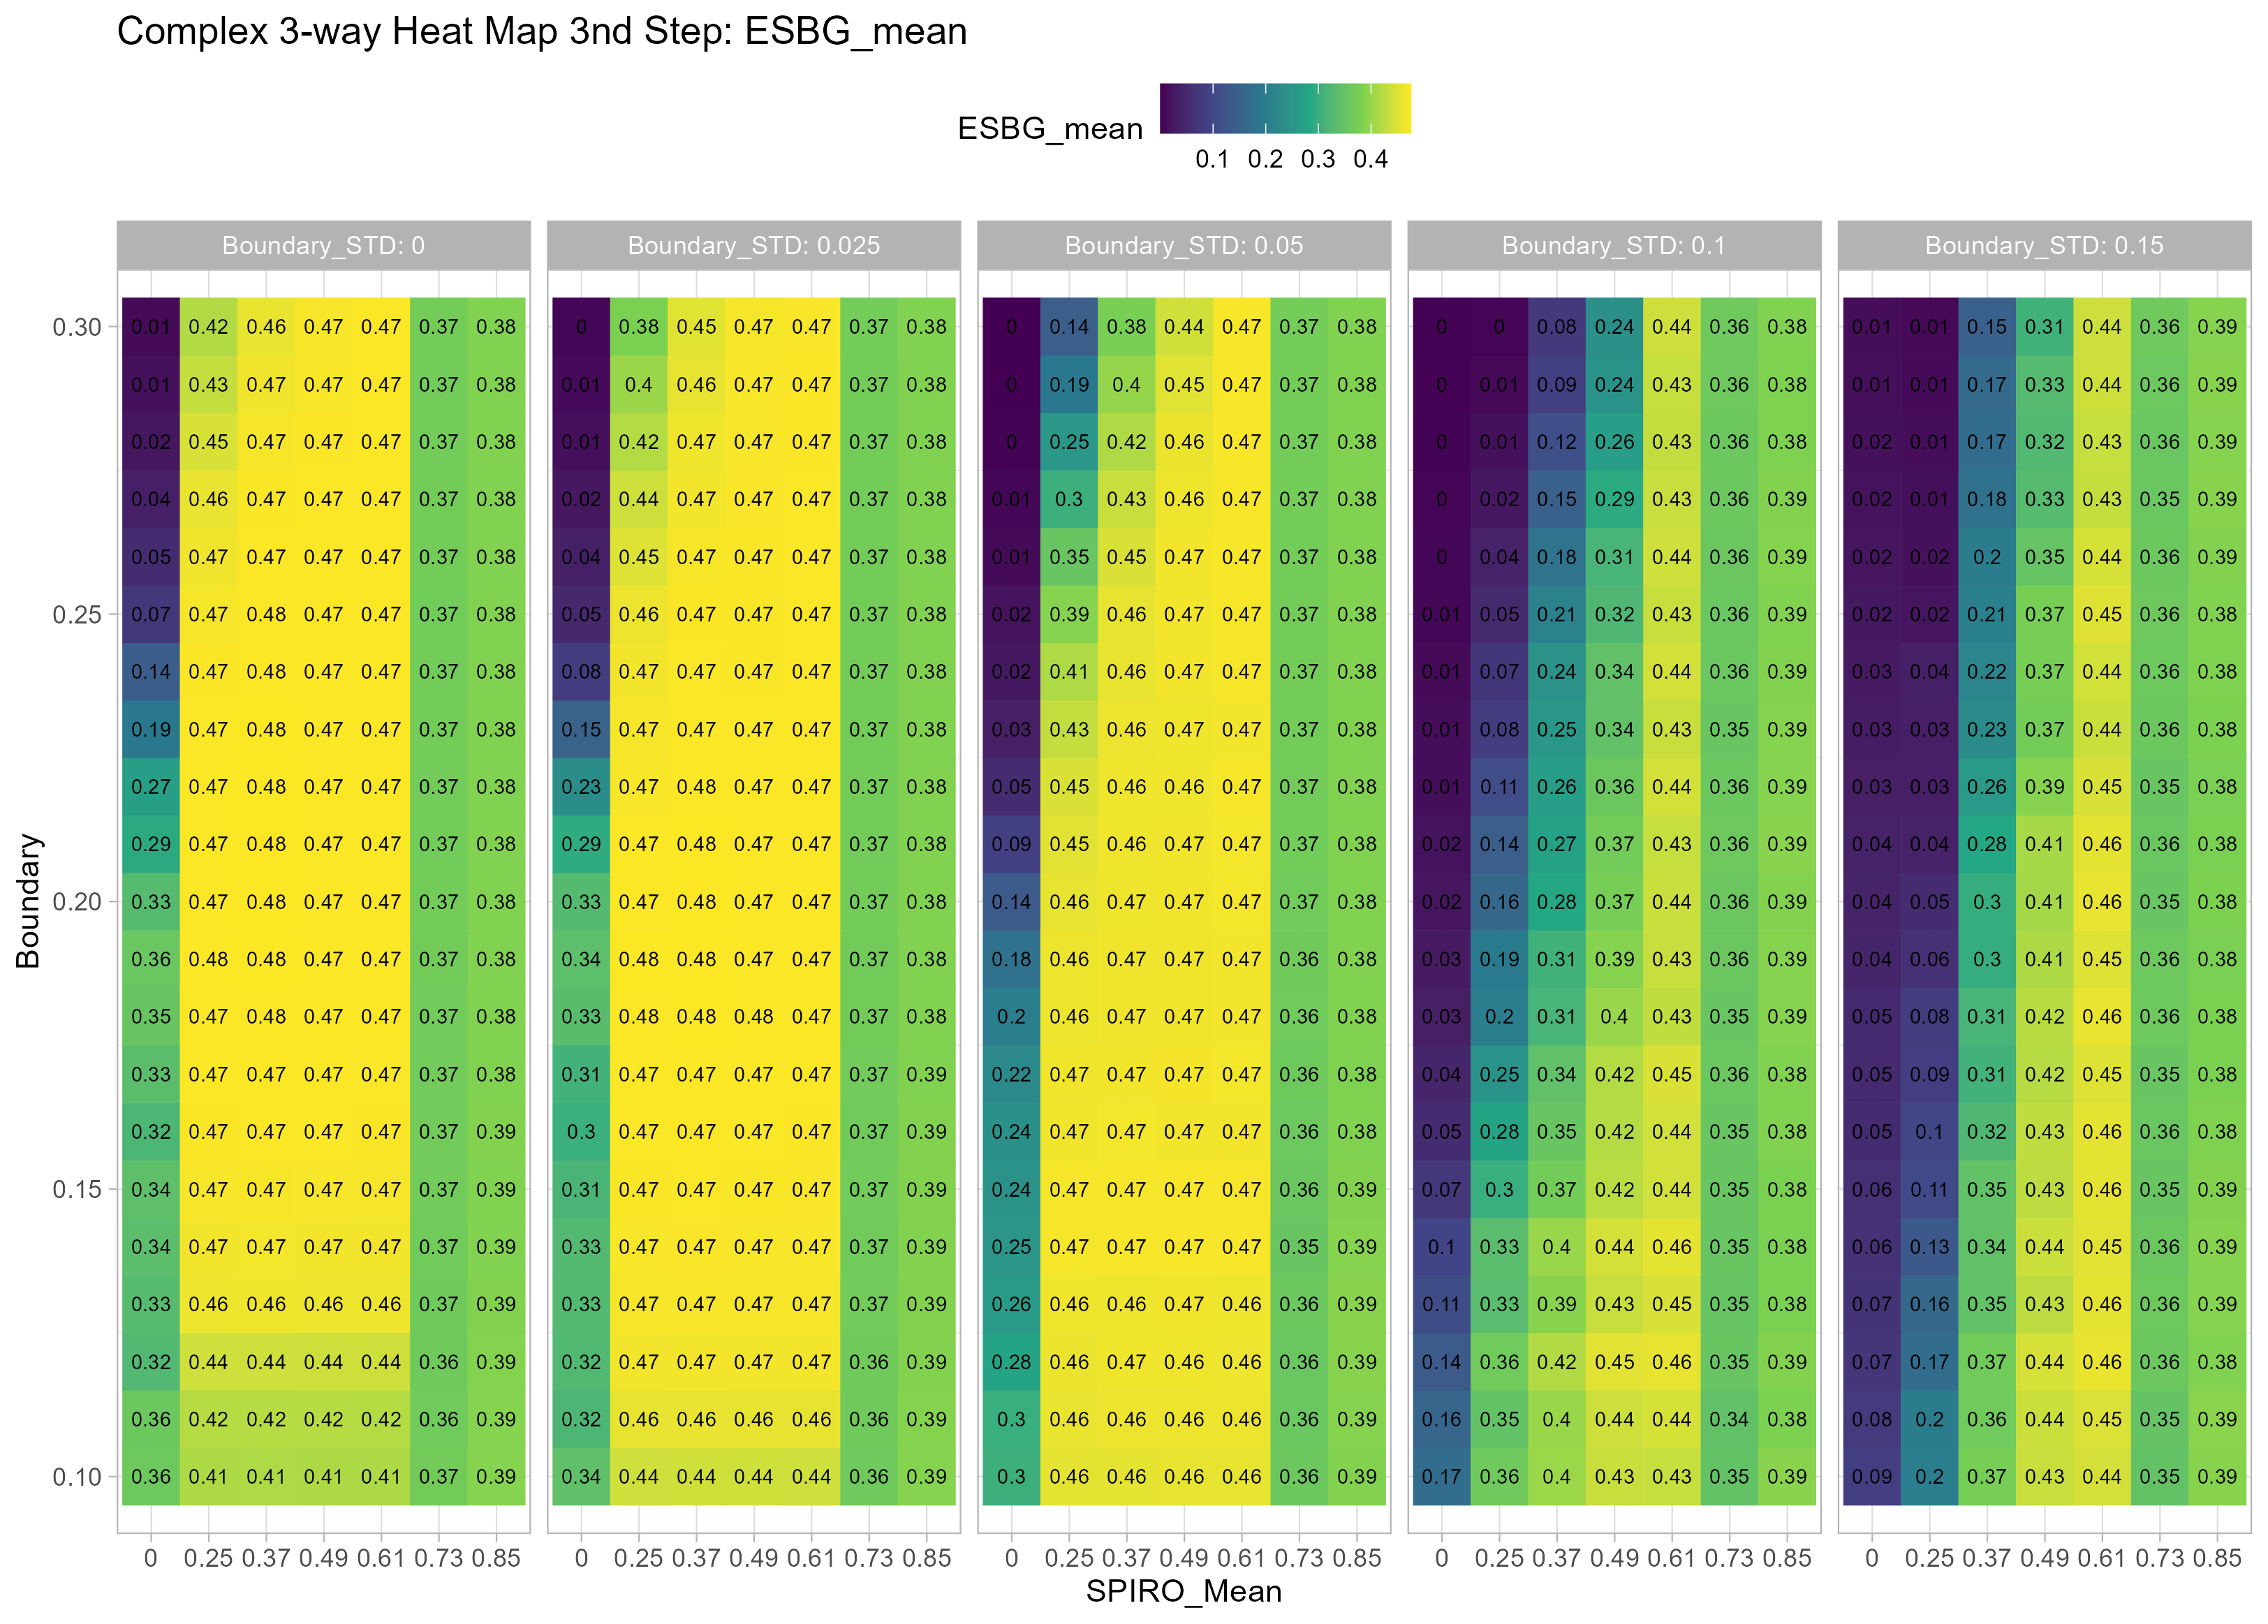 Complex 3-way Heat Map 3nd Step: ESBG_mean
ESBG_mean
0.1 0.2 0.3 0.4
Boundary_STD: 0 Boundary_STD: 0.025 Boundary_STD: 0.05 Boundary_STD: 0.1 Boundary_STD: 0.15
0.30 0.01 0.42 0.46 0.47 0.47 0.37 0.38 0 0.38 0.45 0.47 0.47 0.37 0.38 0 0.14 0.38 0.44 0.47 0.37 0.38 0 0 0.08 0.24 0.44 0.36 0.38 0.01 0.01 0.15 0.31 0.44 0.36 0.39
0.01 0.43 0.47 0.47 0.47 0.37 0.38 0.01 0.4 0.46 0.47 0.47 0.37 0.38 0 0.19 0.4 0.45 0.47 0.37 0.38 0 0.01 0.09 0.24 0.43 0.36 0.38 0.01 0.01 0.17 0.33 0.44 0.36 0.39
0.02 0.45 0.47 0.47 0.47 0.37 0.38 0.01 0.42 0.47 0.47 0.47 0.37 0.38 0 0.25 0.42 0.46 0.47 0.37 0.38 0 0.01 0.12 0.26 0.43 0.36 0.38 0.02 0.01 0.17 0.32 0.43 0.36 0.39
0.04 0.46 0.47 0.47 0.47 0.37 0.38 0.02 0.44 0.47 0.47 0.47 0.37 0.38 0.01 0.3 0.43 0.46 0.47 0.37 0.38 0 0.02 0.15 0.29 0.43 0.36 0.39 0.02 0.01 0.18 0.33 0.43 0.35 0.39
0.05 0.47 0.47 0.47 0.47 0.37 0.38 0.04 0.45 0.47 0.47 0.47 0.37 0.38 0.01 0.35 0.45 0.47 0.47 0.37 0.38 0 0.04 0.18 0.31 0.44 0.36 0.39 0.02 0.02 0.2 0.35 0.44 0.36 0.39
0.25 0.07 0.47 0.48 0.47 0.47 0.37 0.38 0.05 0.46 0.47 0.47 0.47 0.37 0.38 0.02 0.39 0.46 0.47 0.47 0.37 0.38 0.01 0.05 0.21 0.32 0.43 0.36 0.39 0.02 0.02 0.21 0.37 0.45 0.36 0.38
0.14 0.47 0.48 0.47 0.47 0.37 0.38 0.08 0.47 0.47 0.47 0.47 0.37 0.38 0.02 0.41 0.46 0.47 0.47 0.37 0.38 0.01 0.07 0.24 0.34 0.44 0.36 0.39 0.03 0.04 0.22 0.37 0.44 0.36 0.38
0.19 0.47 0.48 0.47 0.47 0.37 0.38 0.15 0.47 0.47 0.47 0.47 0.37 0.38 0.03 0.43 0.46 0.47 0.47 0.37 0.38 0.01 0.08 0.25 0.34 0.43 0.35 0.39 0.03 0.03 0.23 0.37 0.44 0.36 0.38
0.27 0.47 0.48 0.47 0.47 0.37 0.38 0.23 0.47 0.48 0.47 0.47 0.37 0.38 0.05 0.45 0.46 0.46 0.47 0.37 0.38 0.01 0.11 0.26 0.36 0.44 0.36 0.39 0.03 0.03 0.26 0.39 0.45 0.35 0.38
0.29 0.47 0.48 0.47 0.47 0.37 0.38 0.29 0.47 0.48 0.47 0.47 0.37 0.38 0.09 0.45 0.46 0.47 0.47 0.37 0.38 0.02 0.14 0.27 0.37 0.43 0.36 0.39 0.04 0.04 0.28 0.41 0.46 0.36 0.38
0.20 0.33 0.47 0.48 0.47 0.47 0.37 0.38 0.33 0.47 0.48 0.47 0.47 0.37 0.38 0.14 0.46 0.47 0.47 0.47 0.37 0.38 0.02 0.16 0.28 0.37 0.44 0.36 0.39 0.04 0.05 0.3 0.41 0.46 0.35 0.38
0.36 0.48 0.48 0.47 0.47 0.37 0.38 0.34 0.48 0.48 0.47 0.47 0.37 0.38 0.18 0.46 0.47 0.47 0.47 0.36 0.38 0.03 0.19 0.31 0.39 0.43 0.36 0.39 0.04 0.06 0.3 0.41 0.45 0.36 0.38
0.35 0.47 0.48 0.47 0.47 0.37 0.38 0.33 0.48 0.48 0.48 0.47 0.37 0.38 0.2 0.46 0.47 0.47 0.47 0.36 0.38 0.03 0.2 0.31 0.4 0.43 0.35 0.39 0.05 0.08 0.31 0.42 0.46 0.36 0.38
0.33 0.47 0.47 0.47 0.47 0.37 0.38 0.31 0.47 0.47 0.47 0.47 0.37 0.39 0.22 0.47 0.47 0.47 0.47 0.36 0.38 0.04 0.25 0.34 0.42 0.45 0.36 0.38 0.05 0.09 0.31 0.42 0.45 0.35 0.38
0.32 0.47 0.47 0.47 0.47 0.37 0.39 0.3 0.47 0.47 0.47 0.47 0.37 0.39 0.24 0.47 0.47 0.47 0.47 0.36 0.38 0.05 0.28 0.35 0.42 0.44 0.35 0.38 0.05 0.1 0.32 0.43 0.46 0.36 0.38
0.15 0.34 0.47 0.47 0.47 0.47 0.37 0.39 0.31 0.47 0.47 0.47 0.47 0.37 0.39 0.24 0.47 0.47 0.47 0.47 0.36 0.39 0.07 0.3 0.37 0.42 0.44 0.35 0.38 0.06 0.11 0.35 0.43 0.46 0.35 0.39
0.34 0.47 0.47 0.47 0.47 0.37 0.39 0.33 0.47 0.47 0.47 0.47 0.37 0.39 0.25 0.47 0.47 0.47 0.47 0.35 0.39 0.1 0.33 0.4 0.44 0.46 0.35 0.38 0.06 0.13 0.34 0.44 0.45 0.36 0.39
0.33 0.46 0.46 0.46 0.46 0.37 0.39 0.33 0.47 0.47 0.47 0.47 0.37 0.39 0.26 0.46 0.46 0.47 0.46 0.36 0.39 0.11 0.33 0.39 0.43 0.45 0.35 0.38 0.07 0.16 0.35 0.43 0.46 0.36 0.39
0.32 0.44 0.44 0.44 0.44 0.36 0.39 0.32 0.47 0.47 0.47 0.47 0.36 0.39 0.28 0.46 0.47 0.46 0.46 0.36 0.39 0.14 0.36 0.42 0.45 0.46 0.35 0.39 0.07 0.17 0.37 0.44 0.46 0.36 0.38
0.36 0.42 0.42 0.42 0.42 0.36 0.39 0.32 0.46 0.46 0.46 0.46 0.36 0.39 0.3 0.46 0.46 0.46 0.46 0.36 0.39 0.16 0.35 0.4 0.44 0.44 0.34 0.38 0.08 0.2 0.36 0.44 0.45 0.35 0.39
0.10 0.36 0.41 0.41 0.41 0.41 0.37 0.39 0.34 0.44 0.44 0.44 0.44 0.36 0.39 0.3 0.46 0.46 0.46 0.46 0.36 0.39 0.17 0.36 0.4 0.43 0.43 0.35 0.39 0.09 0.2 0.37 0.43 0.44 0.35 0.39
Boundary
0 0.25 0.37 0.49 0.61 0.73 0.85 0 0.25 0.37 0.49 0.61 0.73 0.85 0 0.25 0.37 0.49 0.61 0.73 0.85 0 0.25 0.37 0.49 0.61 0.73 0.85 0 0.25 0.37 0.49 0.61 0.73 0.85
SPIRO_Mean